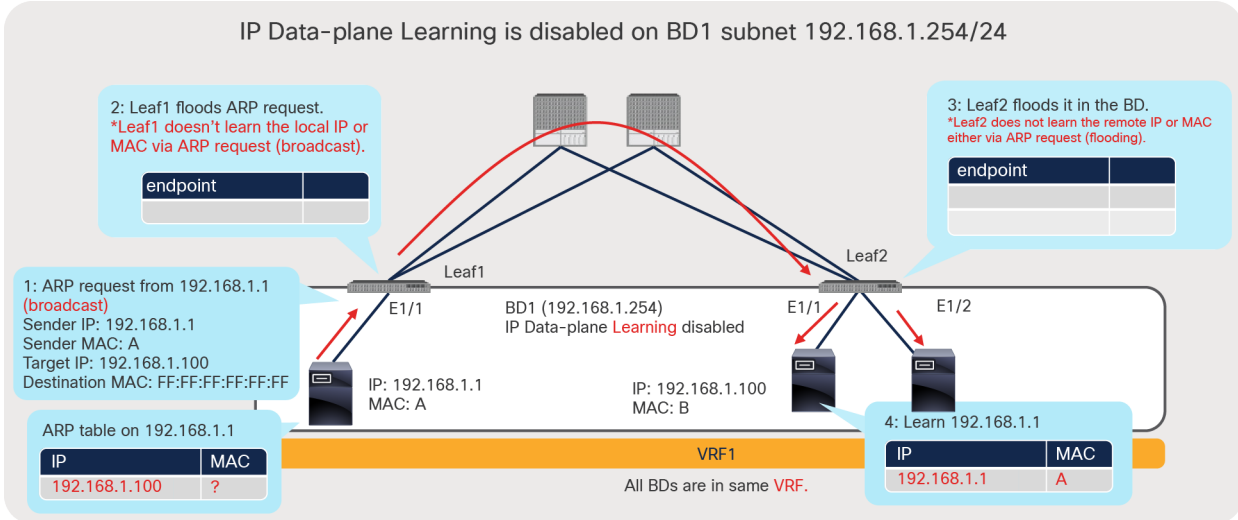 IP Data-plane Learning is disabled on BD1 subnet 192.168.1.254/24
2: Leaf1 floods ARP request.
*Leaf1 doesn't learn the local IP or
MAC via ARP request (broadcast).
endpoint
3: Leaf2 floods it in the BD.
*Leaf2 does not learn the remote IP or MAC
either via ARP request (flooding).
endpoint
Leaf1
Leaf2
1: ARP request from 192.168.1.1
(broadcast)
Sender IP: 192.168.1.1
Sender MAC: A
Target IP: 192.168.1.100
Destination MAC: FF:FF:FF:FF:FF:FF
E1/1
BD1 (192.168.1.254)
IP Data-plane Learning disabled
E1/1
E1/2
IP: 192.168.1.1
MAC: A
IP: 192.168.1.100
MAC: B
ARP table on 192.168.1.1
IP MAC
192.168.1.100 ?
4: Learn 192.168.1.1
IP MAC
192.168.1.1 A
VRF1
All BDs are in same VRF.